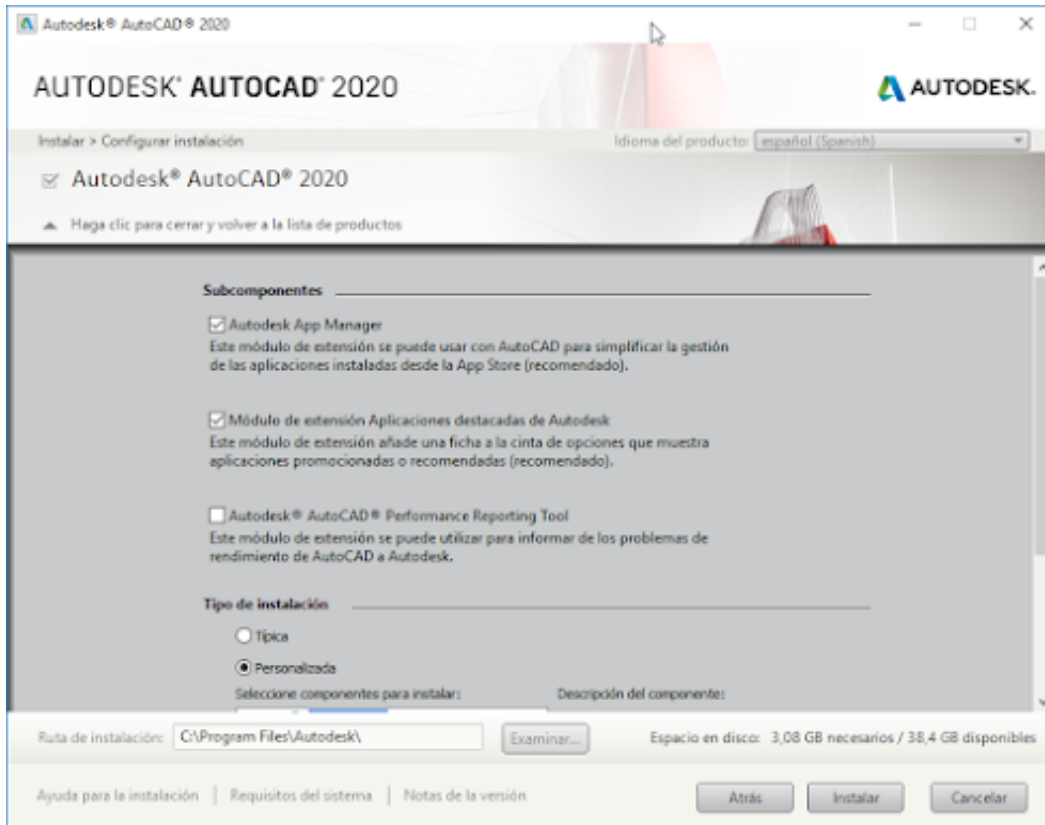 Autodesk® AutoCAD® 2020
AUTODESK® AUTOCAD® 2020
AUTODESK.
Instalar > Configurar instalación
Idioma del producto: español (Spanish)
Autodesk® AutoCAD® 2020
Haga clic para cerrar y volver a la lista de productos
Subcomponentes
Autodesk App Manager
Este módulo de extensión se puede usar con AutoCAD para simplificar la gestión
de las aplicaciones instaladas desde la App Store (recomendado).
Módulo de extensión Aplicaciones destacadas de Autodesk
Este módulo de extensión añade una ficha a la cinta de opciones que muestra
aplicaciones promocionadas o recomendadas (recomendado).
Autodesk® AutoCAD® Performance Reporting Tool
Este módulo de extensión se puede utilizar para informar de los problemas de
rendimiento de AutoCAD a Autodesk.
Tipo de instalación
Típica
Personalizada
Seleccione componentes para instalar: Descripción del componente:
Ruta de instalación: C:\Program Files\Autodesk\ Examinar... Espacio en disco: 3,08 GB necesarios / 38,4 GB disponibles
Ayuda para la instalación | Requisitos del sistema | Notas de la versión Atrás Instalar Cancelar